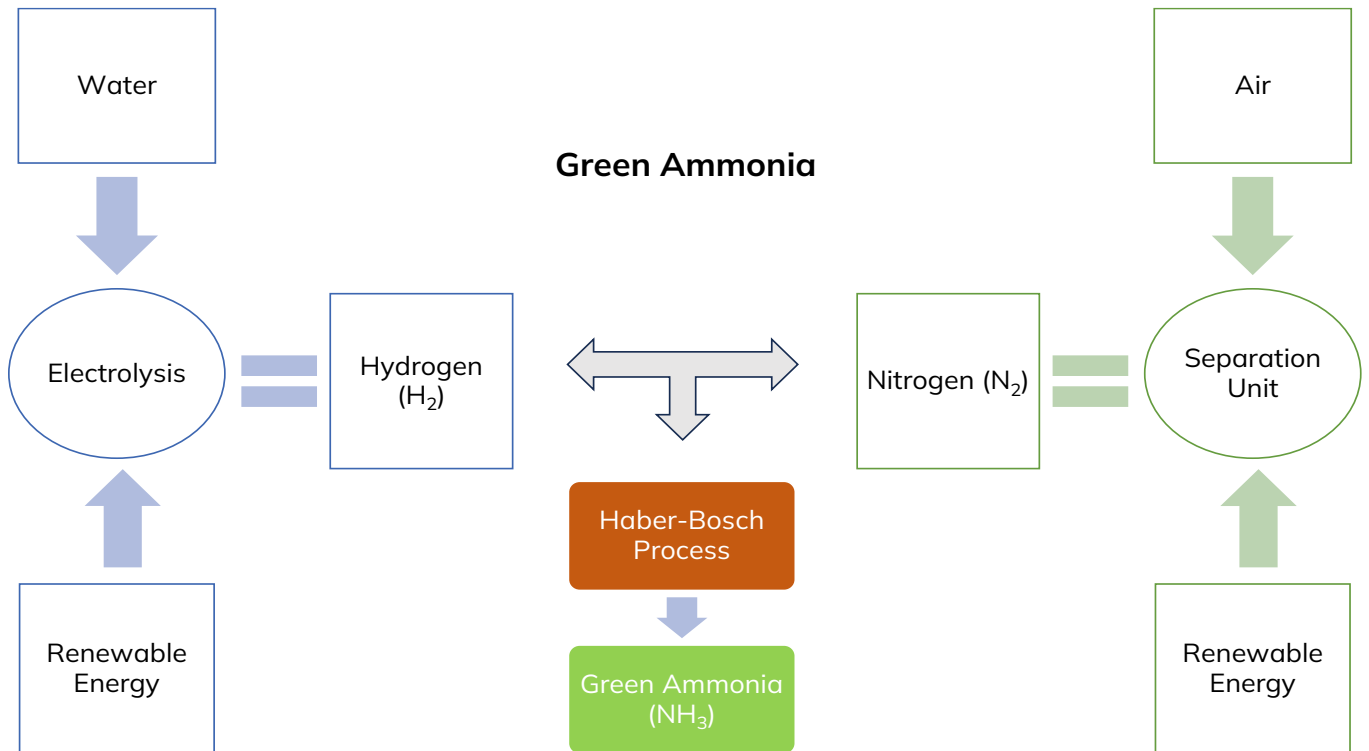 Water
Air
Green Ammonia
Electrolysis
Hydrogen
(H₂)
Nitrogen (N₂)
Separation
Unit
Haber-Bosch
Process
Renewable
Energy
Green Ammonia
(NH₃)
Renewable
Energy